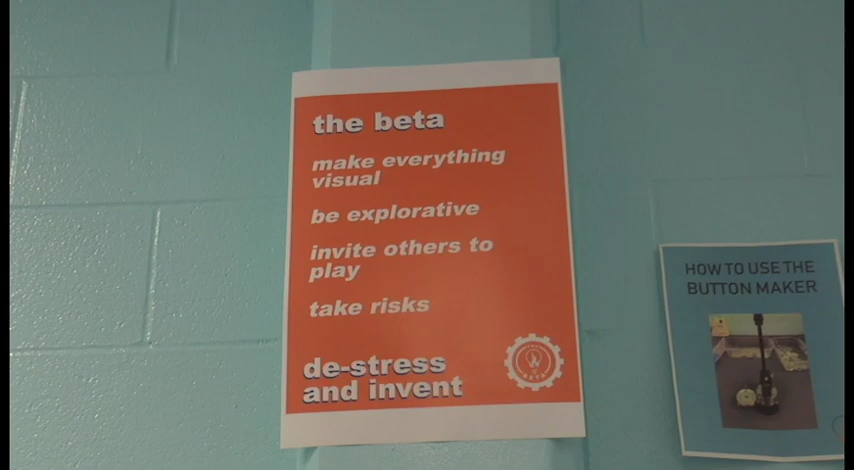 the beta
make everything
visual
be explorative
invite others to
play
take risks
de-stress
and invent
BETA
HOW TO USE THE
BUTTON MAKER